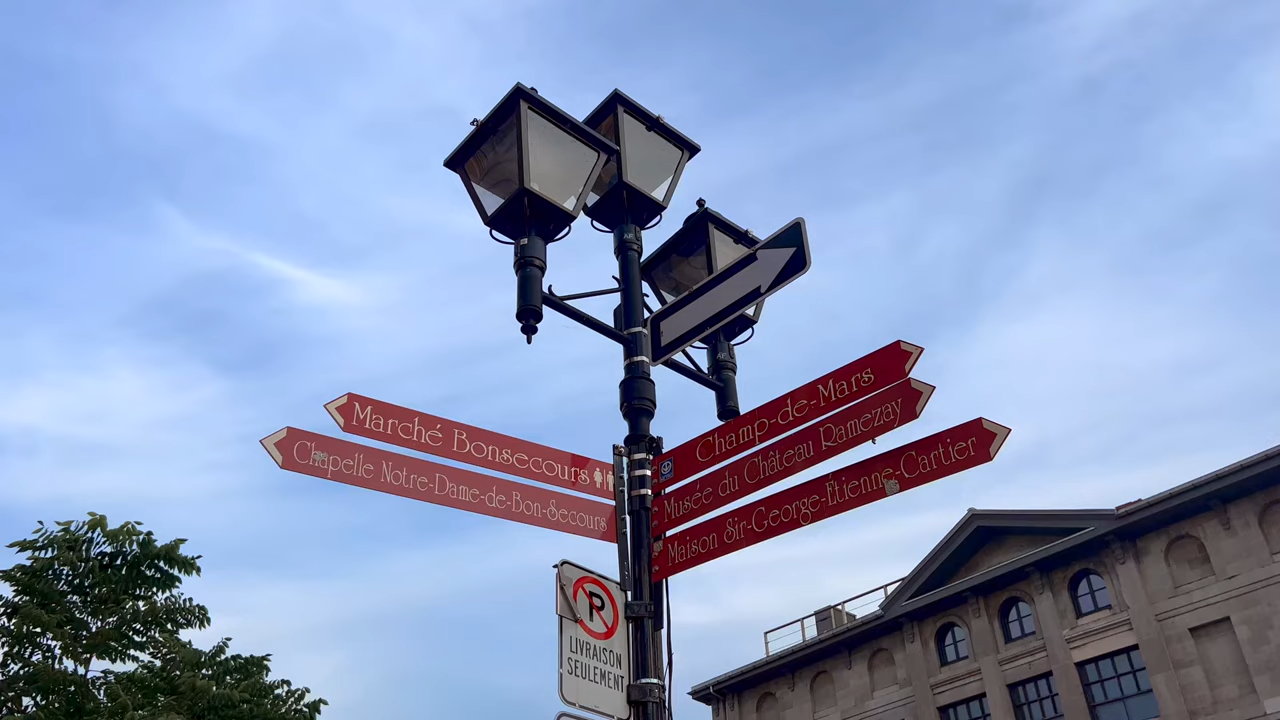 Marché Bonsecours
Chapelle Notre-Dame-de-Bon-Secours
Champ-de-Mars
Musée du Château Ramezay
Maison Sir-George-Etienne-Cartier
P
LIVRAISON
SEULEMENT